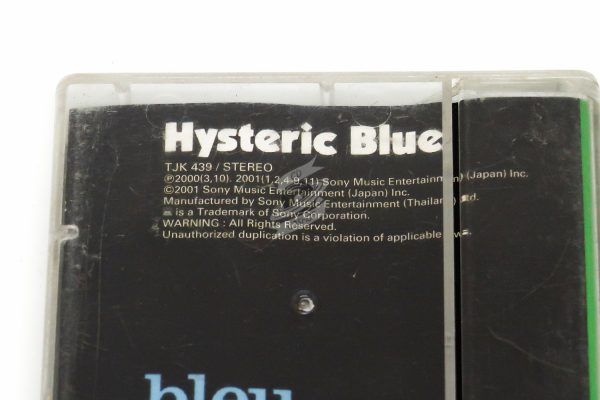 Hysteric Blue
TJK 439 / STEREO
℗2000(3,10). 2001(1,2,4-9,11) Sony Music Entertainment (Japan) Inc.
©2001 Sony Music Entertainment (Japan) Inc.
Manufactured by Sony Music Entertainment (Thailand) Ltd.
is a Trademark of Sony Corporation.
WARNING : All Rights Reserved.
Unauthorized duplication is a violation of applicable laws.
bleu